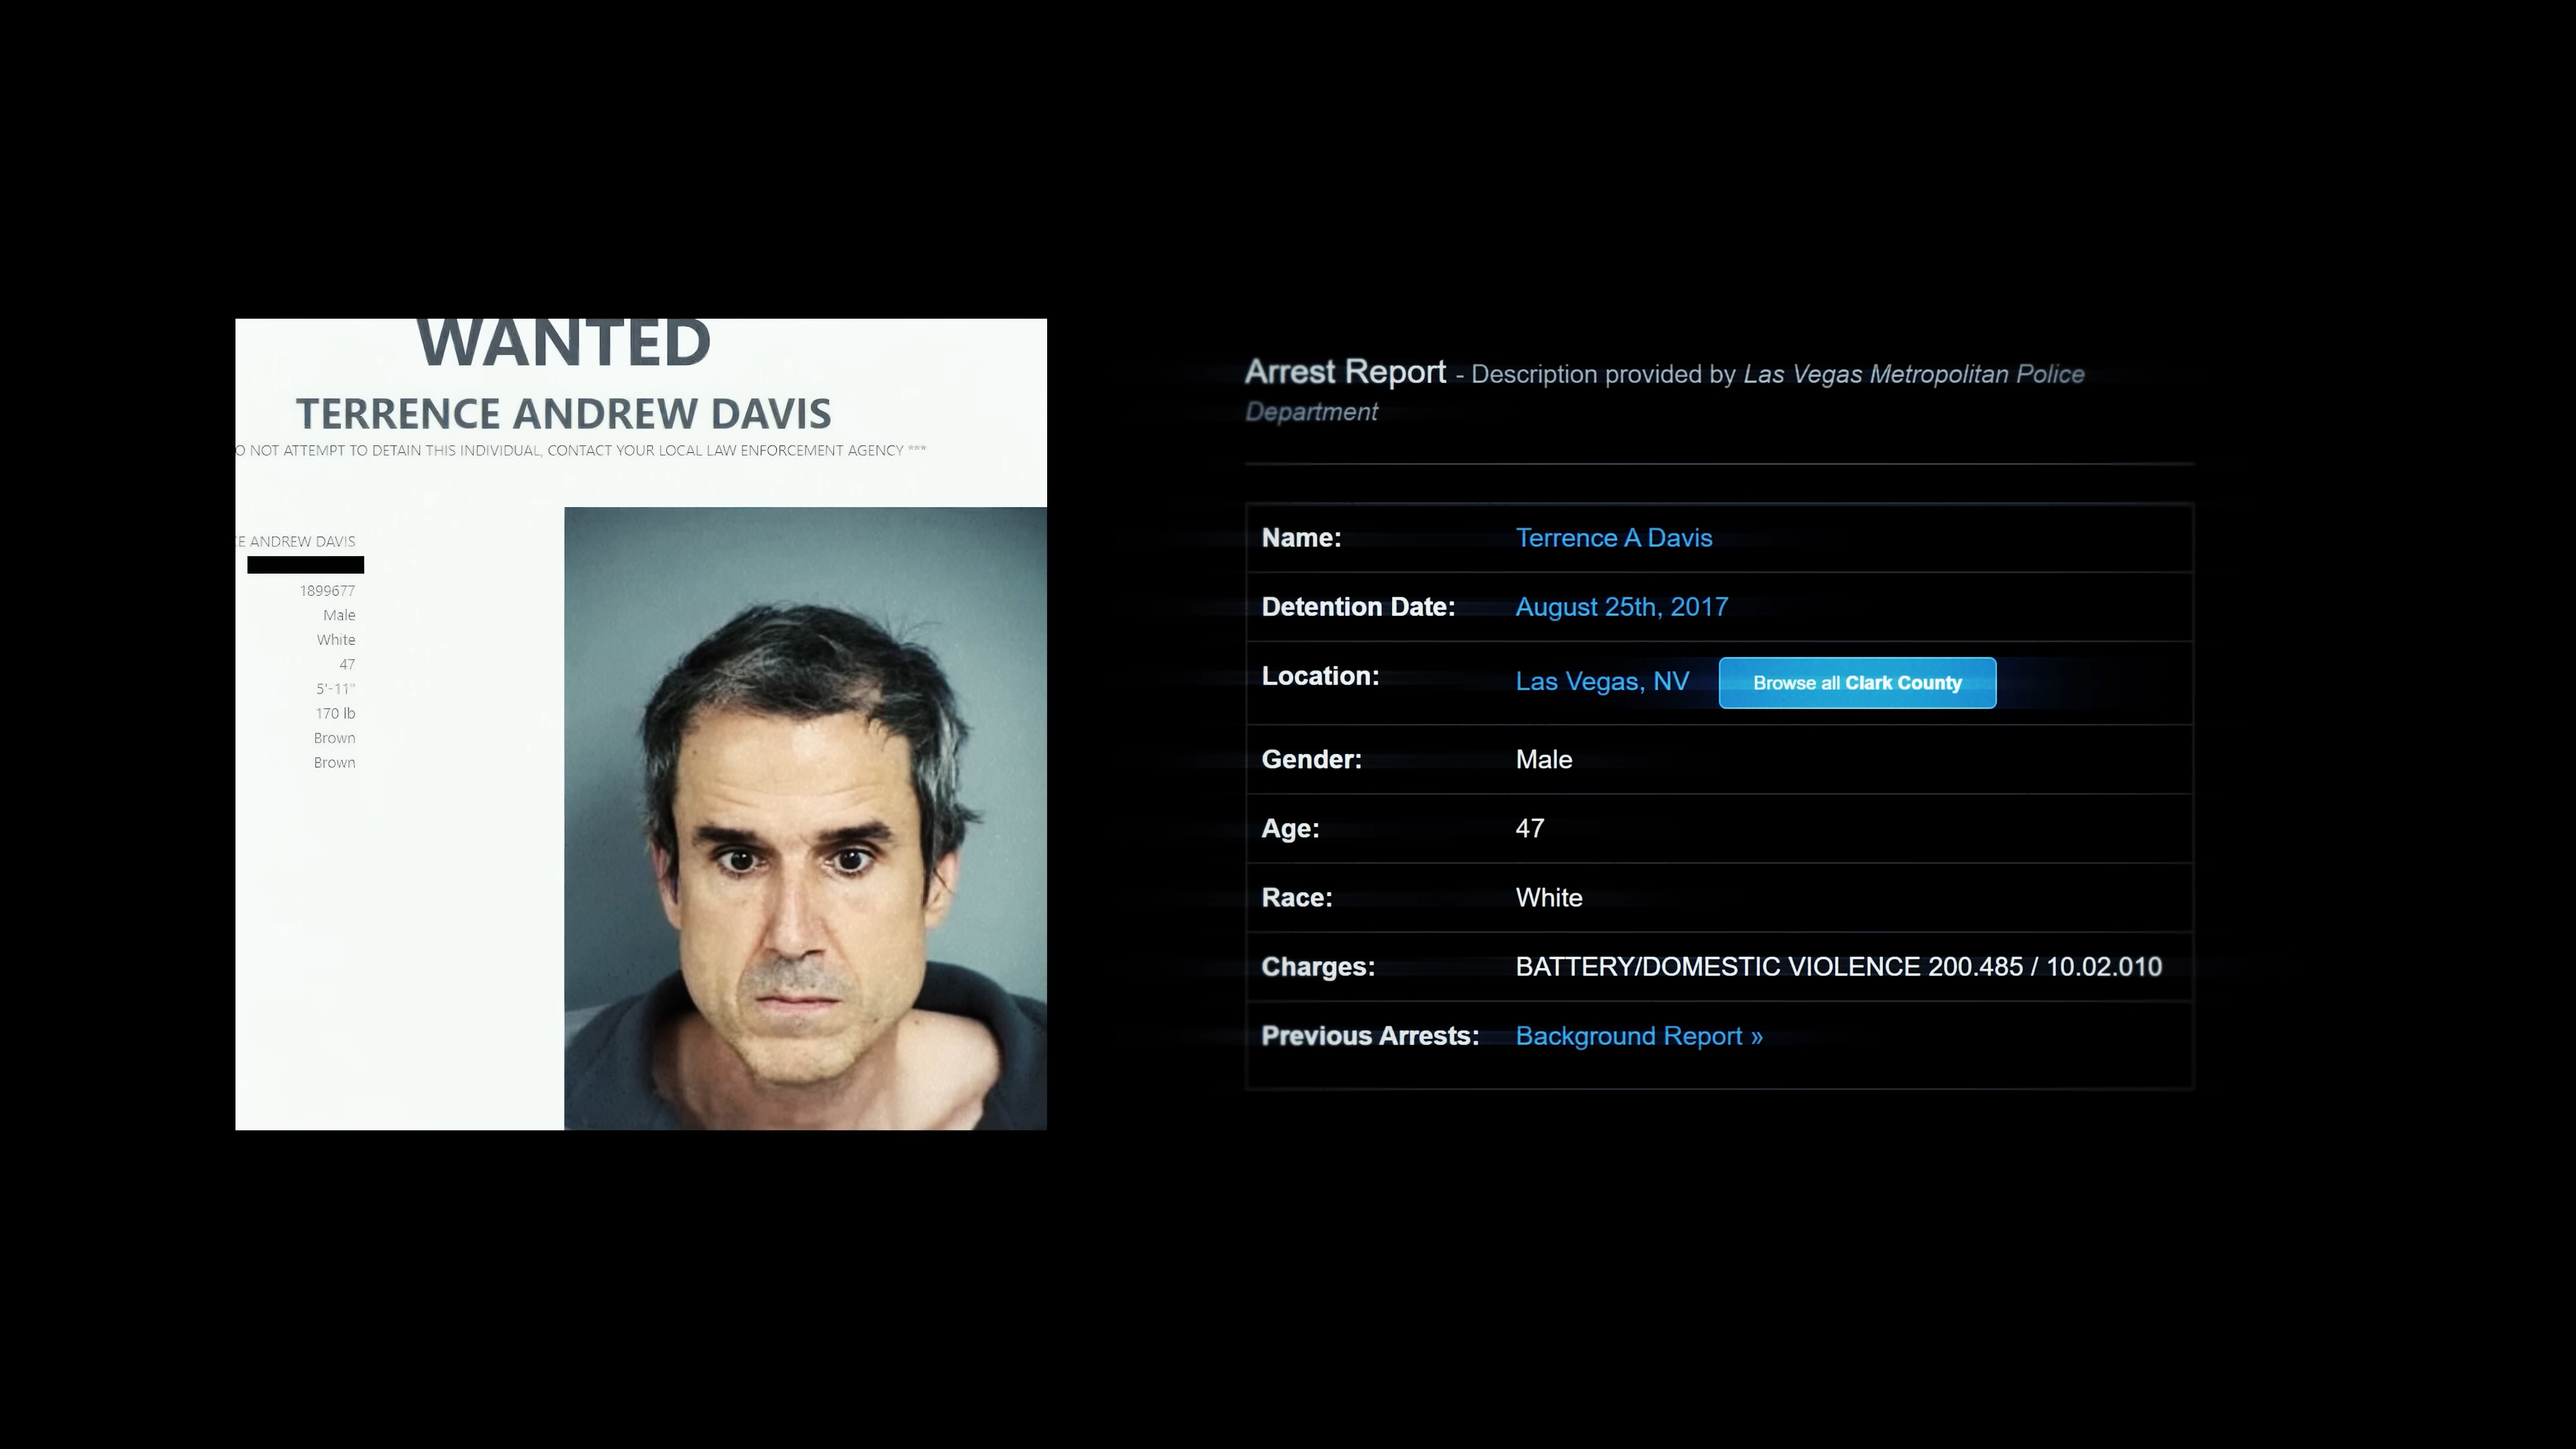 WANTED
TERRENCE ANDREW DAVIS
O NOT ATTEMPT TO DETAIN THIS INDIVIDUAL, CONTACT YOUR LOCAL LAW ENFORCEMENT AGENCY ***
CE ANDREW DAVIS
1899677
Male
White
47
5'-11"
170 lb
Brown
Brown
Arrest Report - Description provided by Las Vegas Metropolitan Police
Department
Name: Terrence A Davis
Detention Date: August 25th, 2017
Location: Las Vegas, NV Browse all Clark County
Gender: Male
Age: 47
Race: White
Charges: BATTERY/DOMESTIC VIOLENCE 200.485 / 10.02.010
Previous Arrests: Background Report »